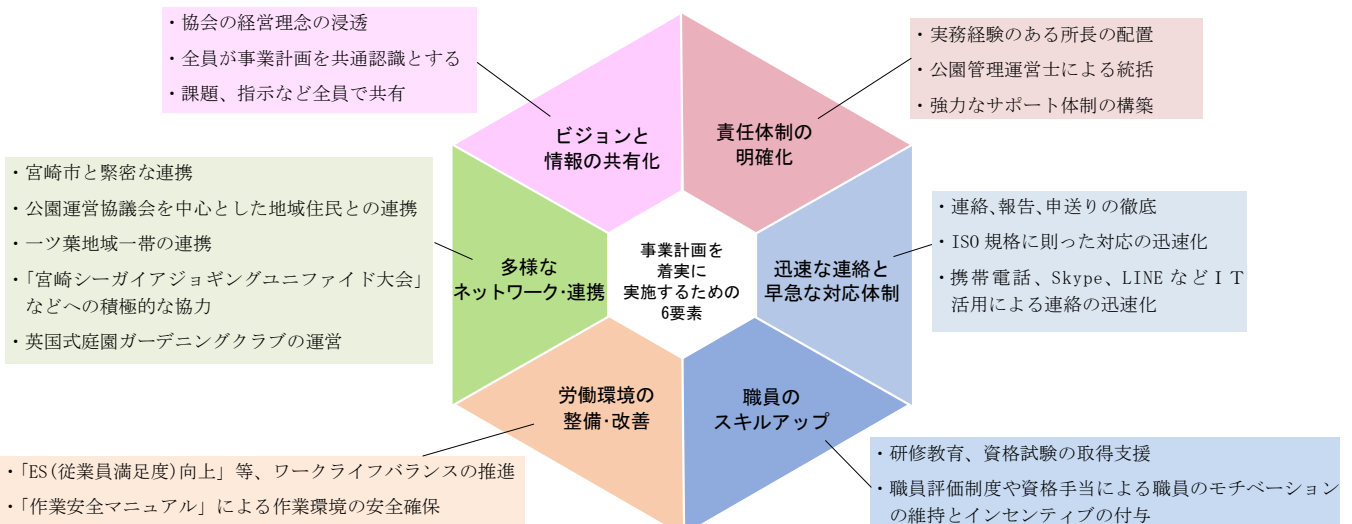 ・協会の経営理念の浸透
・全員が事業計画を共通認識とする
・課題、指示など全員で共有
・実務経験のある所長の配置
・公園管理運営士による統括
・強力なサポート体制の構築
ビジョンと
情報の共有化
責任体制の
明確化
・宮崎市と緊密な連携
・公園運営協議会を中心とした地域住民との連携
・一ツ葉地域一帯の連携
・「宮崎シーガイアジョギングユニファイド大会」
などへの積極的な協力
・英国式庭園ガーデニングクラブの運営
多様な
ネットワーク・連携
事業計画を
着実に
実施するための
6要素
迅速な連絡と
早急な対応体制
・連絡、報告、申送りの徹底
・ISO 規格に則った対応の迅速化
・携帯電話、Skype、LINE などＩＴ
活用による連絡の迅速化
労働環境の
整備・改善
職員の
スキルアップ
・「ES(従業員満足度)向上」等、ワークライフバランスの推進
・「作業安全マニュアル」による作業環境の安全確保
・研修教育、資格試験の取得支援
・職員評価制度や資格手当による職員のモチベーション
の維持とインセンティブの付与